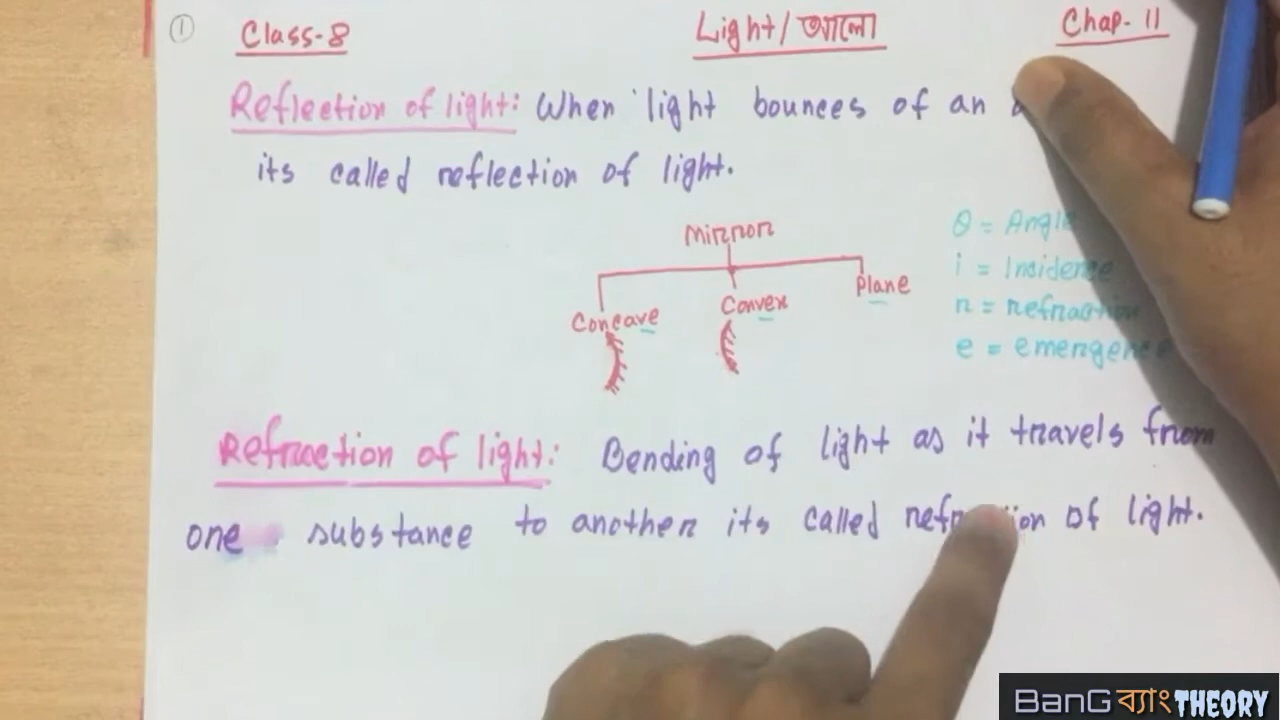 1 Class-8 Light/আলো Chap-11
Reflection of light: When light bounces of an
its called reflection of light.
Mirror
Concave Convex Plane
θ = Angle
i = Incidence
r = refraction
e = emergence
Refraction of light: Bending of light as it travels from
one substance to another its called refraction of light.
BanG ব্যাং THEORY